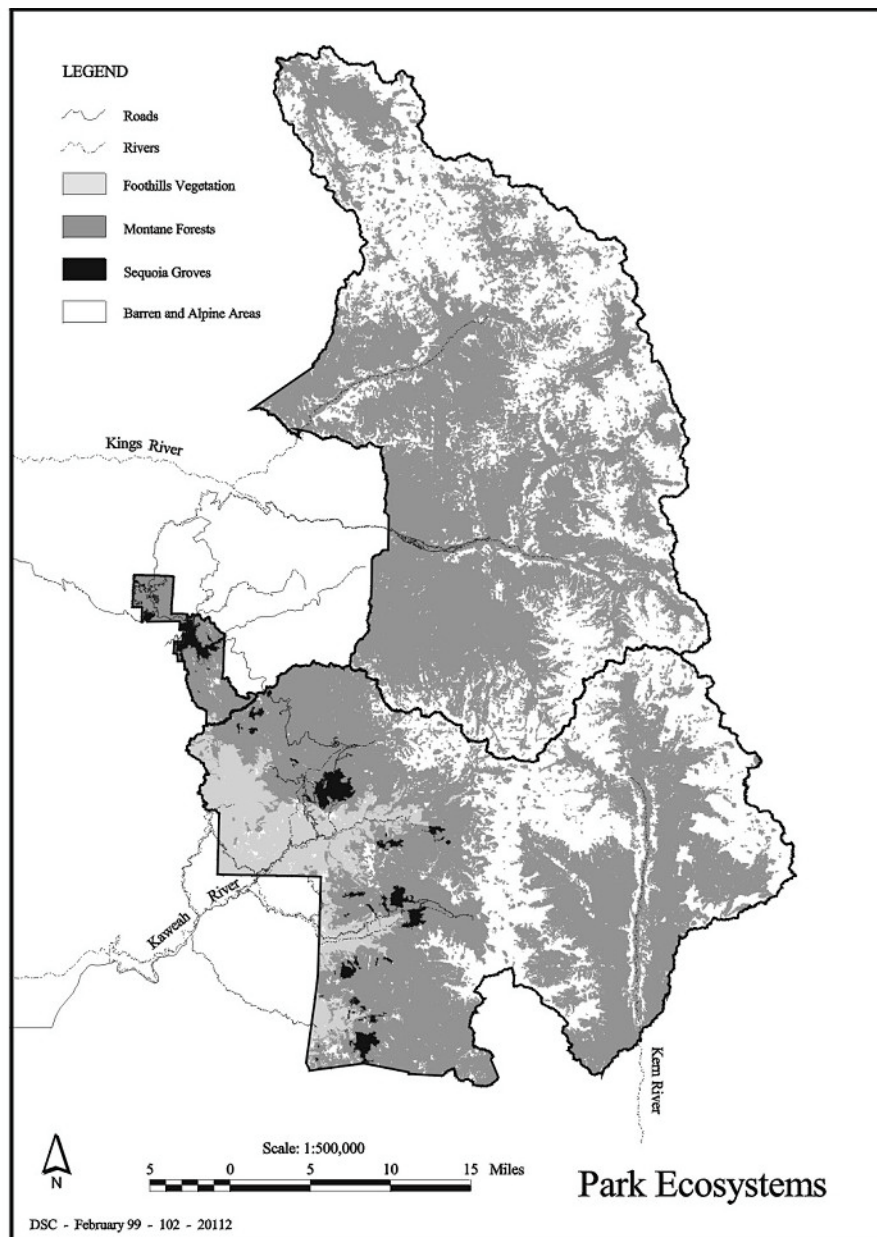 LEGEND
Roads
Rivers
Foothills Vegetation
Montane Forests
Sequoia Groves
Barren and Alpine Areas
Kings River
Kaweah River
Kern River
N
Scale: 1:500,000
5 0 5 10 15 Miles
Park Ecosystems
DSC - February 99 - 102 - 20112